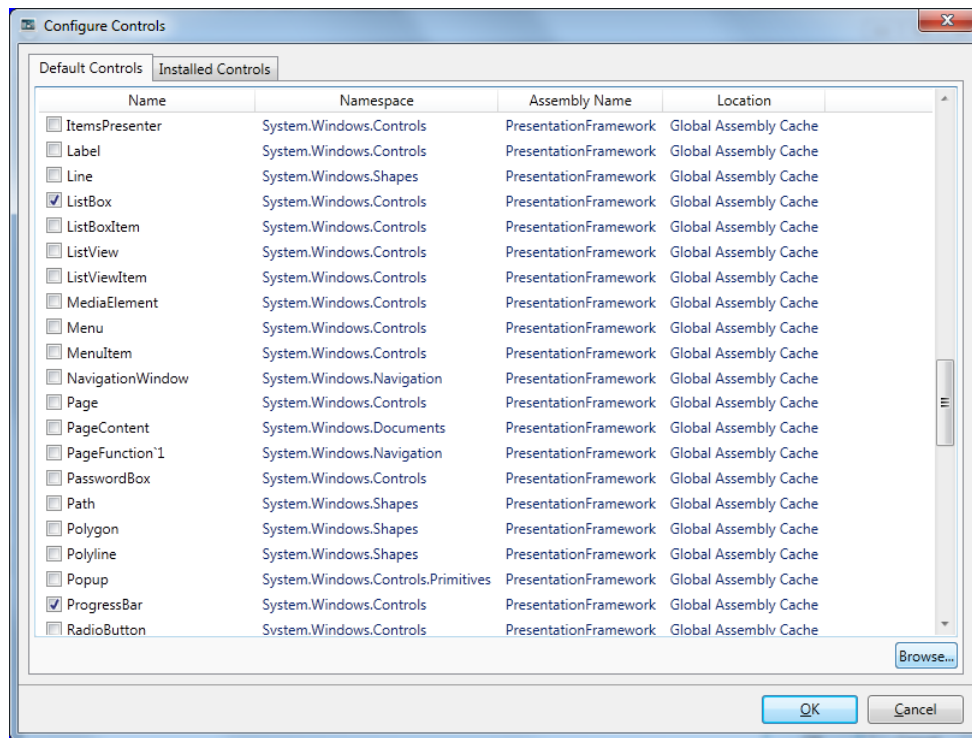 Configure Controls
Default Controls Installed Controls
Name Namespace Assembly Name Location
ItemsPresenter System.Windows.Controls PresentationFramework Global Assembly Cache
Label System.Windows.Controls PresentationFramework Global Assembly Cache
Line System.Windows.Shapes PresentationFramework Global Assembly Cache
ListBox System.Windows.Controls PresentationFramework Global Assembly Cache
ListBoxItem System.Windows.Controls PresentationFramework Global Assembly Cache
ListView System.Windows.Controls PresentationFramework Global Assembly Cache
ListViewItem System.Windows.Controls PresentationFramework Global Assembly Cache
MediaElement System.Windows.Controls PresentationFramework Global Assembly Cache
Menu System.Windows.Controls PresentationFramework Global Assembly Cache
MenuItem System.Windows.Controls PresentationFramework Global Assembly Cache
NavigationWindow System.Windows.Navigation PresentationFramework Global Assembly Cache
Page System.Windows.Controls PresentationFramework Global Assembly Cache
PageContent System.Windows.Documents PresentationFramework Global Assembly Cache
PageFunction`1 System.Windows.Navigation PresentationFramework Global Assembly Cache
PasswordBox System.Windows.Controls PresentationFramework Global Assembly Cache
Path System.Windows.Shapes PresentationFramework Global Assembly Cache
Polygon System.Windows.Shapes PresentationFramework Global Assembly Cache
Polyline System.Windows.Shapes PresentationFramework Global Assembly Cache
Popup System.Windows.Controls.Primitives PresentationFramework Global Assembly Cache
ProgressBar System.Windows.Controls PresentationFramework Global Assembly Cache
RadioButton System.Windows.Controls PresentationFramework Global Assembly Cache
Browse...
OK Cancel